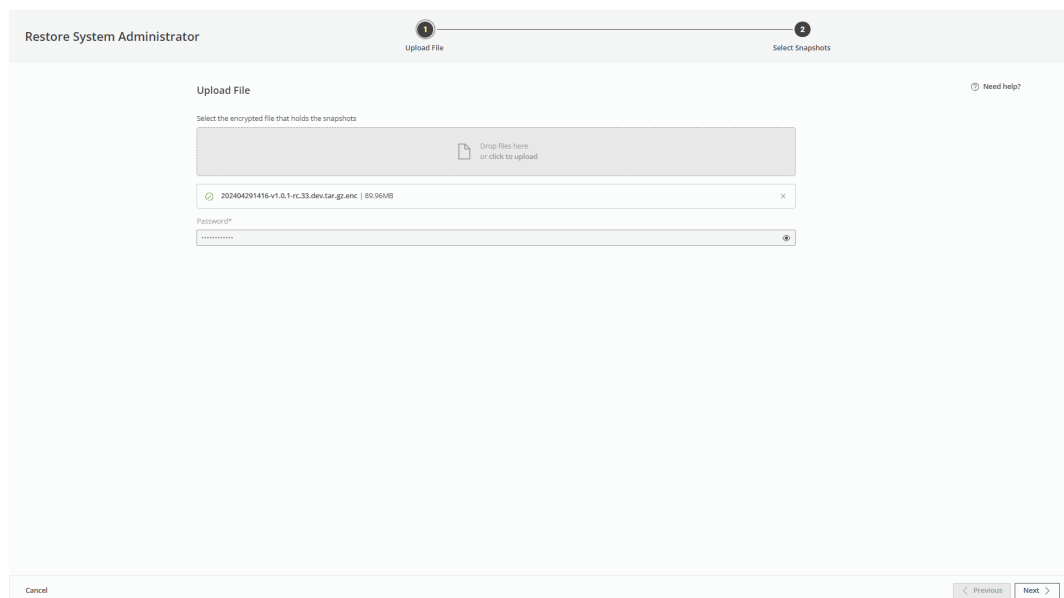 Restore System Administrator
1
Upload File
2
Select Snapshots
Need help?
Upload File
Select the encrypted file that holds the snapshots
Drop files here
or click to upload
202404291416-v1.0.1-rc.33.dev.tar.gz.enc | 89.96MB
Password*
Cancel
Previous
Next